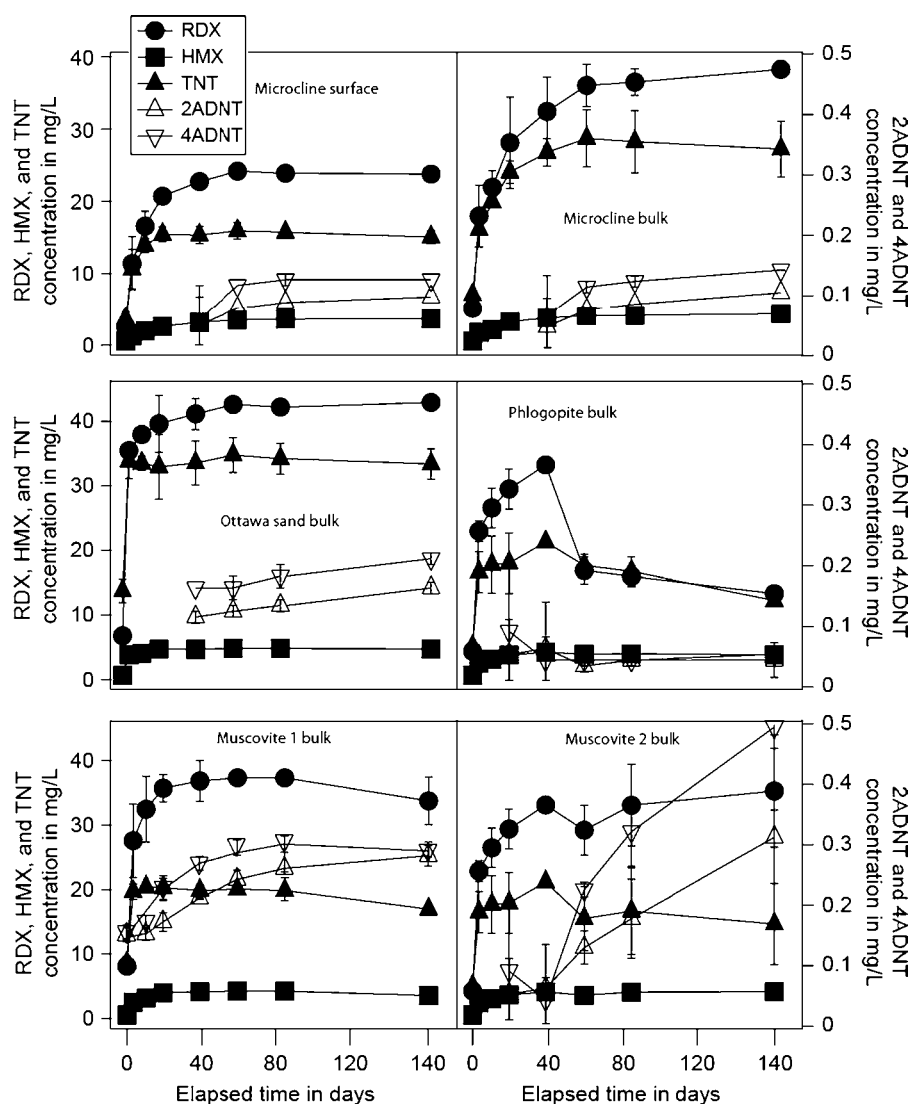 RDX
HMX
TNT
2ADNT
4ADNT
Microclline surface
Microcline bulk
40
30
20
10
0
RDX, HMX, and TNT
concentration in mg/L
0.5
0.4
0.3
0.2
0.1
0
2ADNT and 4ADNT
concentration in mg/L
Ottawa sand bulk
Phlogopite bulk
40
30
20
10
0
RDX, HMX, and TNT
concentration in mg/L
0.5
0.4
0.3
0.2
0.1
0
2ADNT and 4ADNT
concentration in mg/L
Muscovite 1 bulk
Muscovite 2 bulk
40
30
20
10
0
RDX, HMX, and TNT
concentration in mg/L
0.5
0.4
0.3
0.2
0.1
0
2ADNT and 4ADNT
concentration in mg/L
0 40 80 120 140
0 40 80 120 140
Elapsed time in days
Elapsed time in days